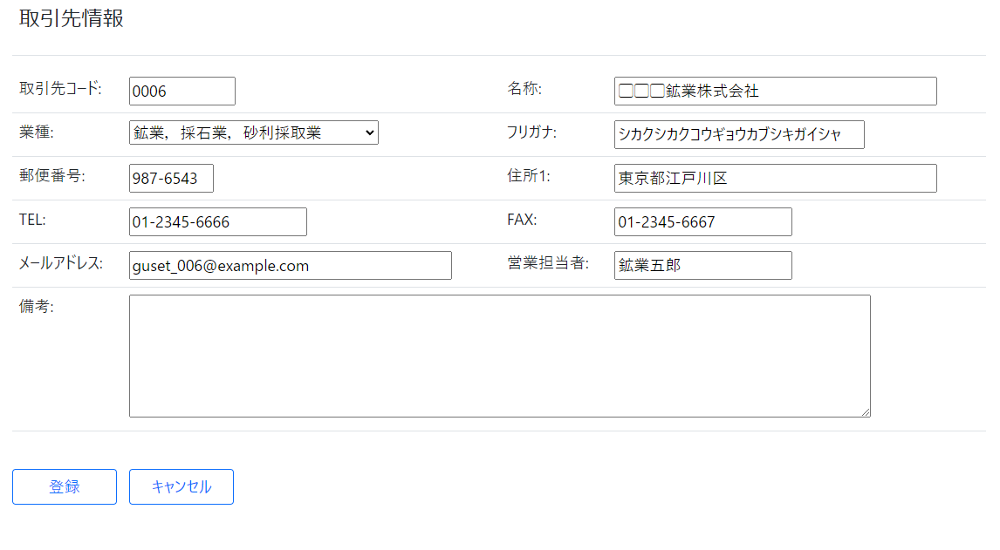 取引先情報
取引先コード: 0006 名称: □□□鉱業株式会社
業種: 鉱業，採石業，砂利採取業 フリガナ: シカクシカクコウギョウカブシキガイシャ
郵便番号: 987-6543 住所1: 東京都江戸川区
TEL: 01-2345-6666 FAX: 01-2345-6667
メールアドレス: guset_006@example.com 営業担当者: 鉱業五郎
備考:
登録 キャンセル